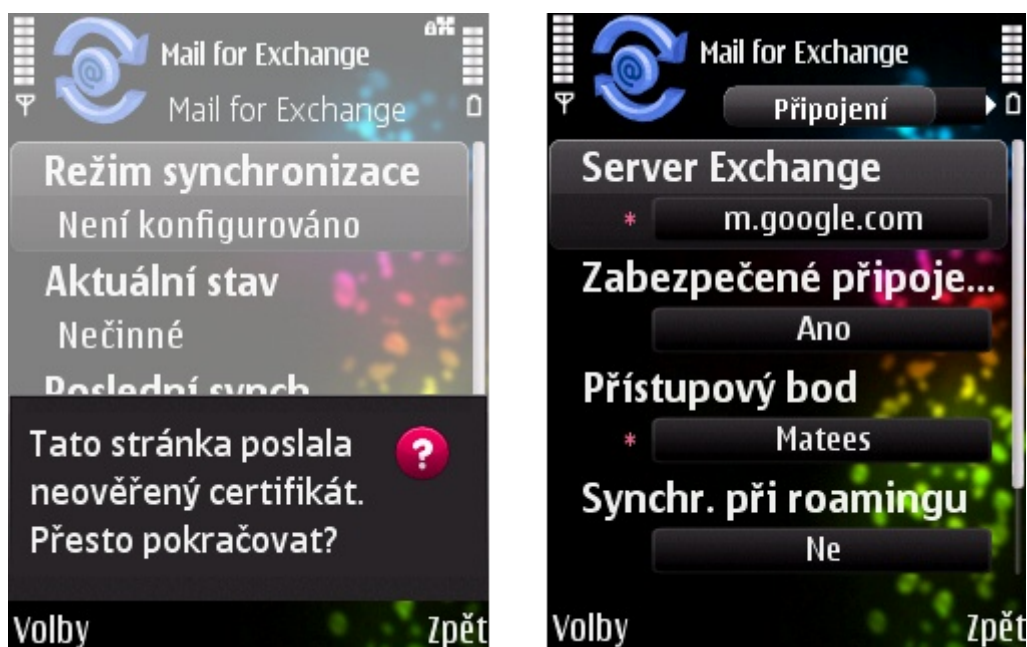 Mail for Exchange
Mail for Exchange
Režim synchronizace
Není konfigurováno
Aktuální stav
Nečinné
Poslední synch
Tato stránka poslala
neověřený certifikát.
Přesto pokračovat?
Volby
Zpět
Mail for Exchange
Připojení
Server Exchange
* m.google.com
Zabezpečené připoje...
Ano
Přístupový bod
* Matees
Synchr. při roamingu
Ne
Volby
Zpět